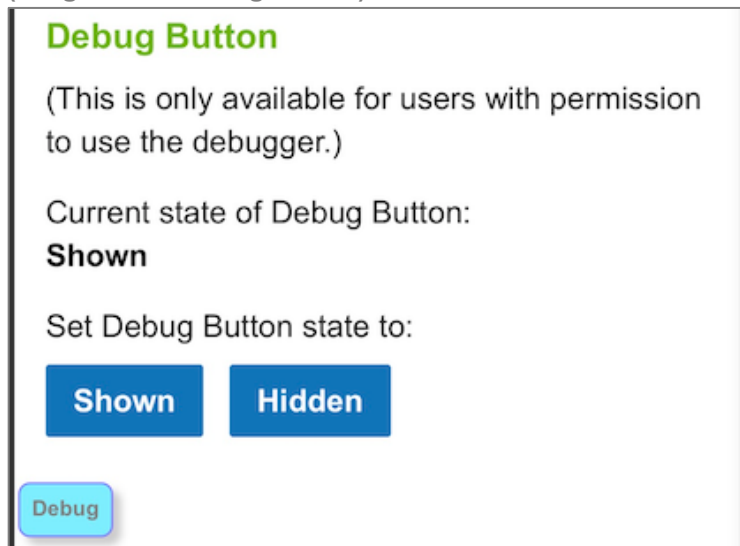 Debug Button
(This is only available for users with permission
to use the debugger.)
Current state of Debug Button:
Shown
Set Debug Button state to:
Shown Hidden
Debug